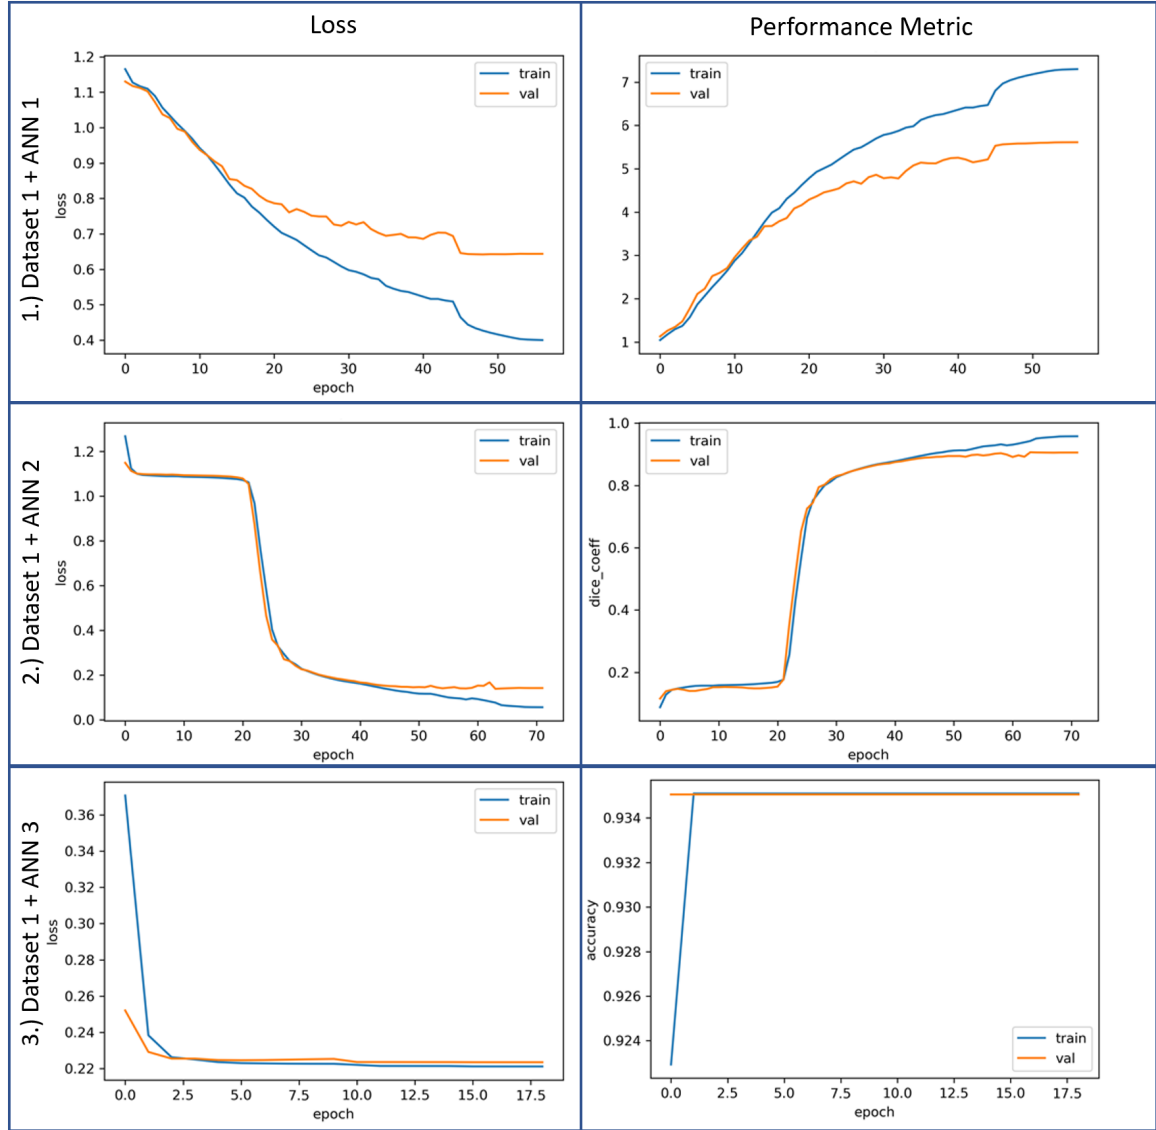 Loss
Performance Metric
1.) Dataset 1 + ANN 1
1.2
1.1
1.0
0.9
0.8
0.7
0.6
0.5
0.4
loss
0 10 20 30 40 50
epoch
train
val
7
6
5
4
3
2
1
0 10 20 30 40 50
epoch
train
val
2.) Dataset 1 + ANN 2
1.2
1.0
0.8
0.6
0.4
0.2
0.0
loss
0 10 20 30 40 50 60 70
epoch
train
val
1.0
0.8
0.6
0.4
0.2
dice_coeff
0 10 20 30 40 50 60 70
epoch
train
val
3.) Dataset 1 + ANN 3
0.36
0.34
0.32
0.30
0.28
0.26
0.24
0.22
loss
0.0 2.5 5.0 7.5 10.0 12.5 15.0 17.5
epoch
train
val
0.934
0.932
0.930
0.928
0.926
0.924
accuracy
0.0 2.5 5.0 7.5 10.0 12.5 15.0 17.5
epoch
train
val